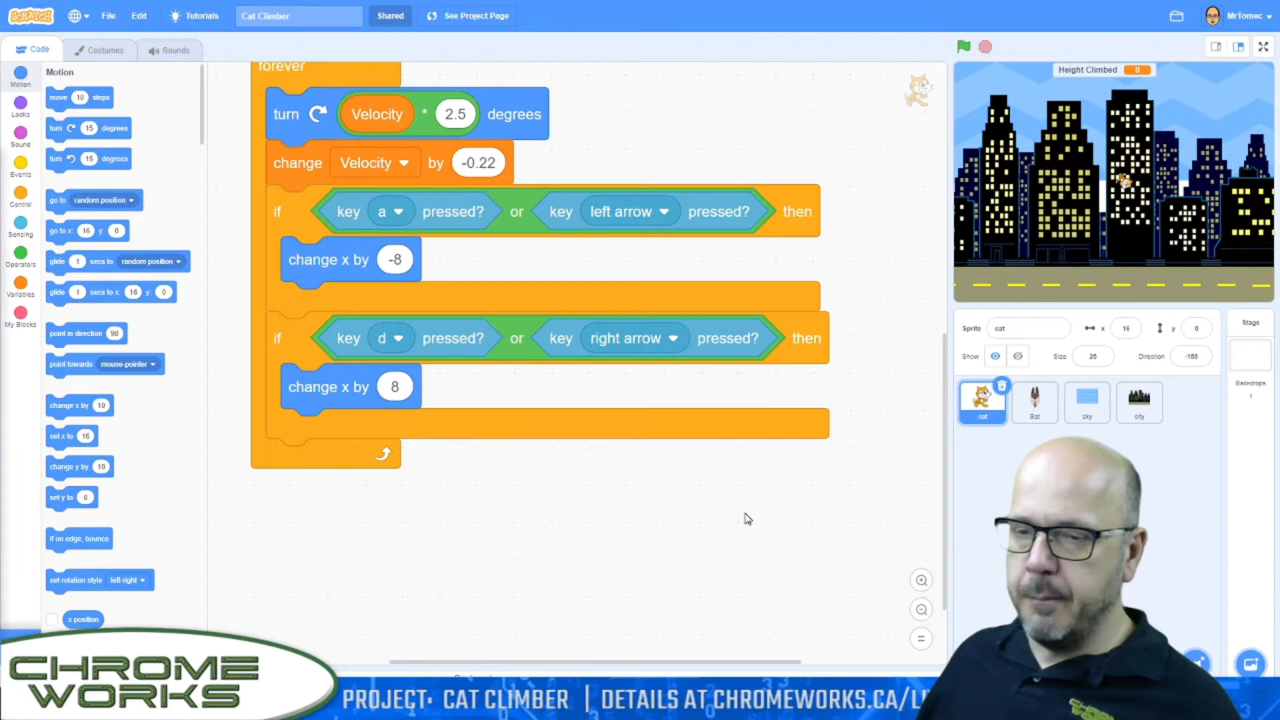 SCRATCH File Edit Tutorials Cat Climber Shared See Project Page MrTomec
Code Costumes Sounds
Motion
Looks
Sound
Events
Control
Sensing
Operators
Variables
My Blocks
Motion
move 10 steps
turn 15 degrees
turn 15 degrees
go to random position
go to x: 16 y: 0
glide 1 secs to random position
glide 1 secs to x: 16 y: 0
point in direction 90
point towards mouse-pointer
change x by 10
set x to 16
change y by 10
set y to 0
if on edge, bounce
set rotation style left-right
x position
forever
turn Velocity * 2.5 degrees
change Velocity by -0.22
if key a pressed? or key left arrow pressed? then
change x by -8
if key d pressed? or key right arrow pressed? then
change x by 8
Height Climbed 0
Sprite cat x 16 y 0
Show Size 25 Direction -158
Stage
Backdrops
1
cat Bat sky city
CHROME
WORKS
PROJECT: CAT CLIMBER | DETAILS AT CHROMEWORKS.CA/LI